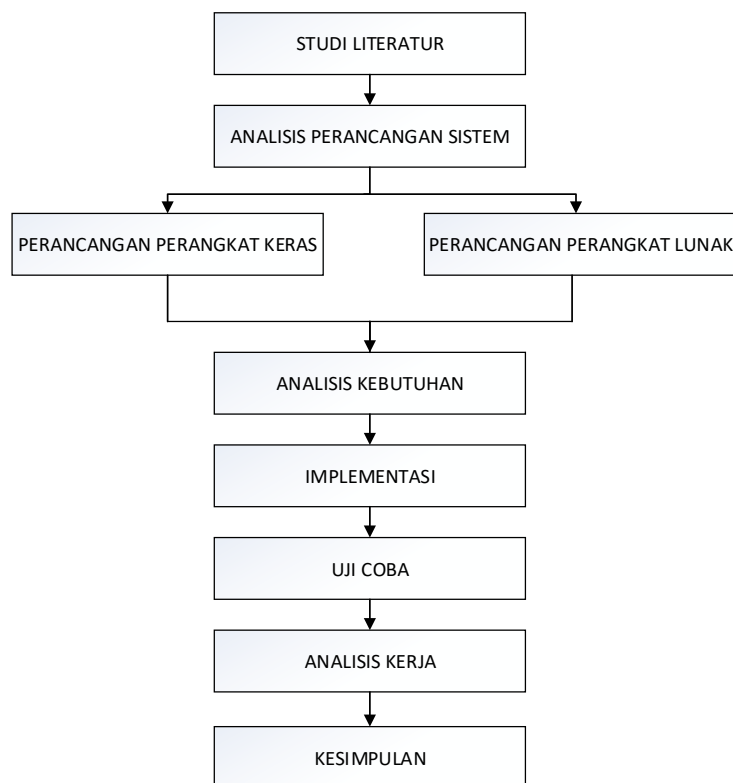 STUDI LITERATUR
ANALISIS PERANCANGAN SISTEM
PERANCANGAN PERANGKAT KERAS
PERANCANGAN PERANGKAT LUNAK
ANALISIS KEBUTUHAN
IMPLEMENTASI
UJI COBA
ANALISIS KERJA
KESIMPULAN